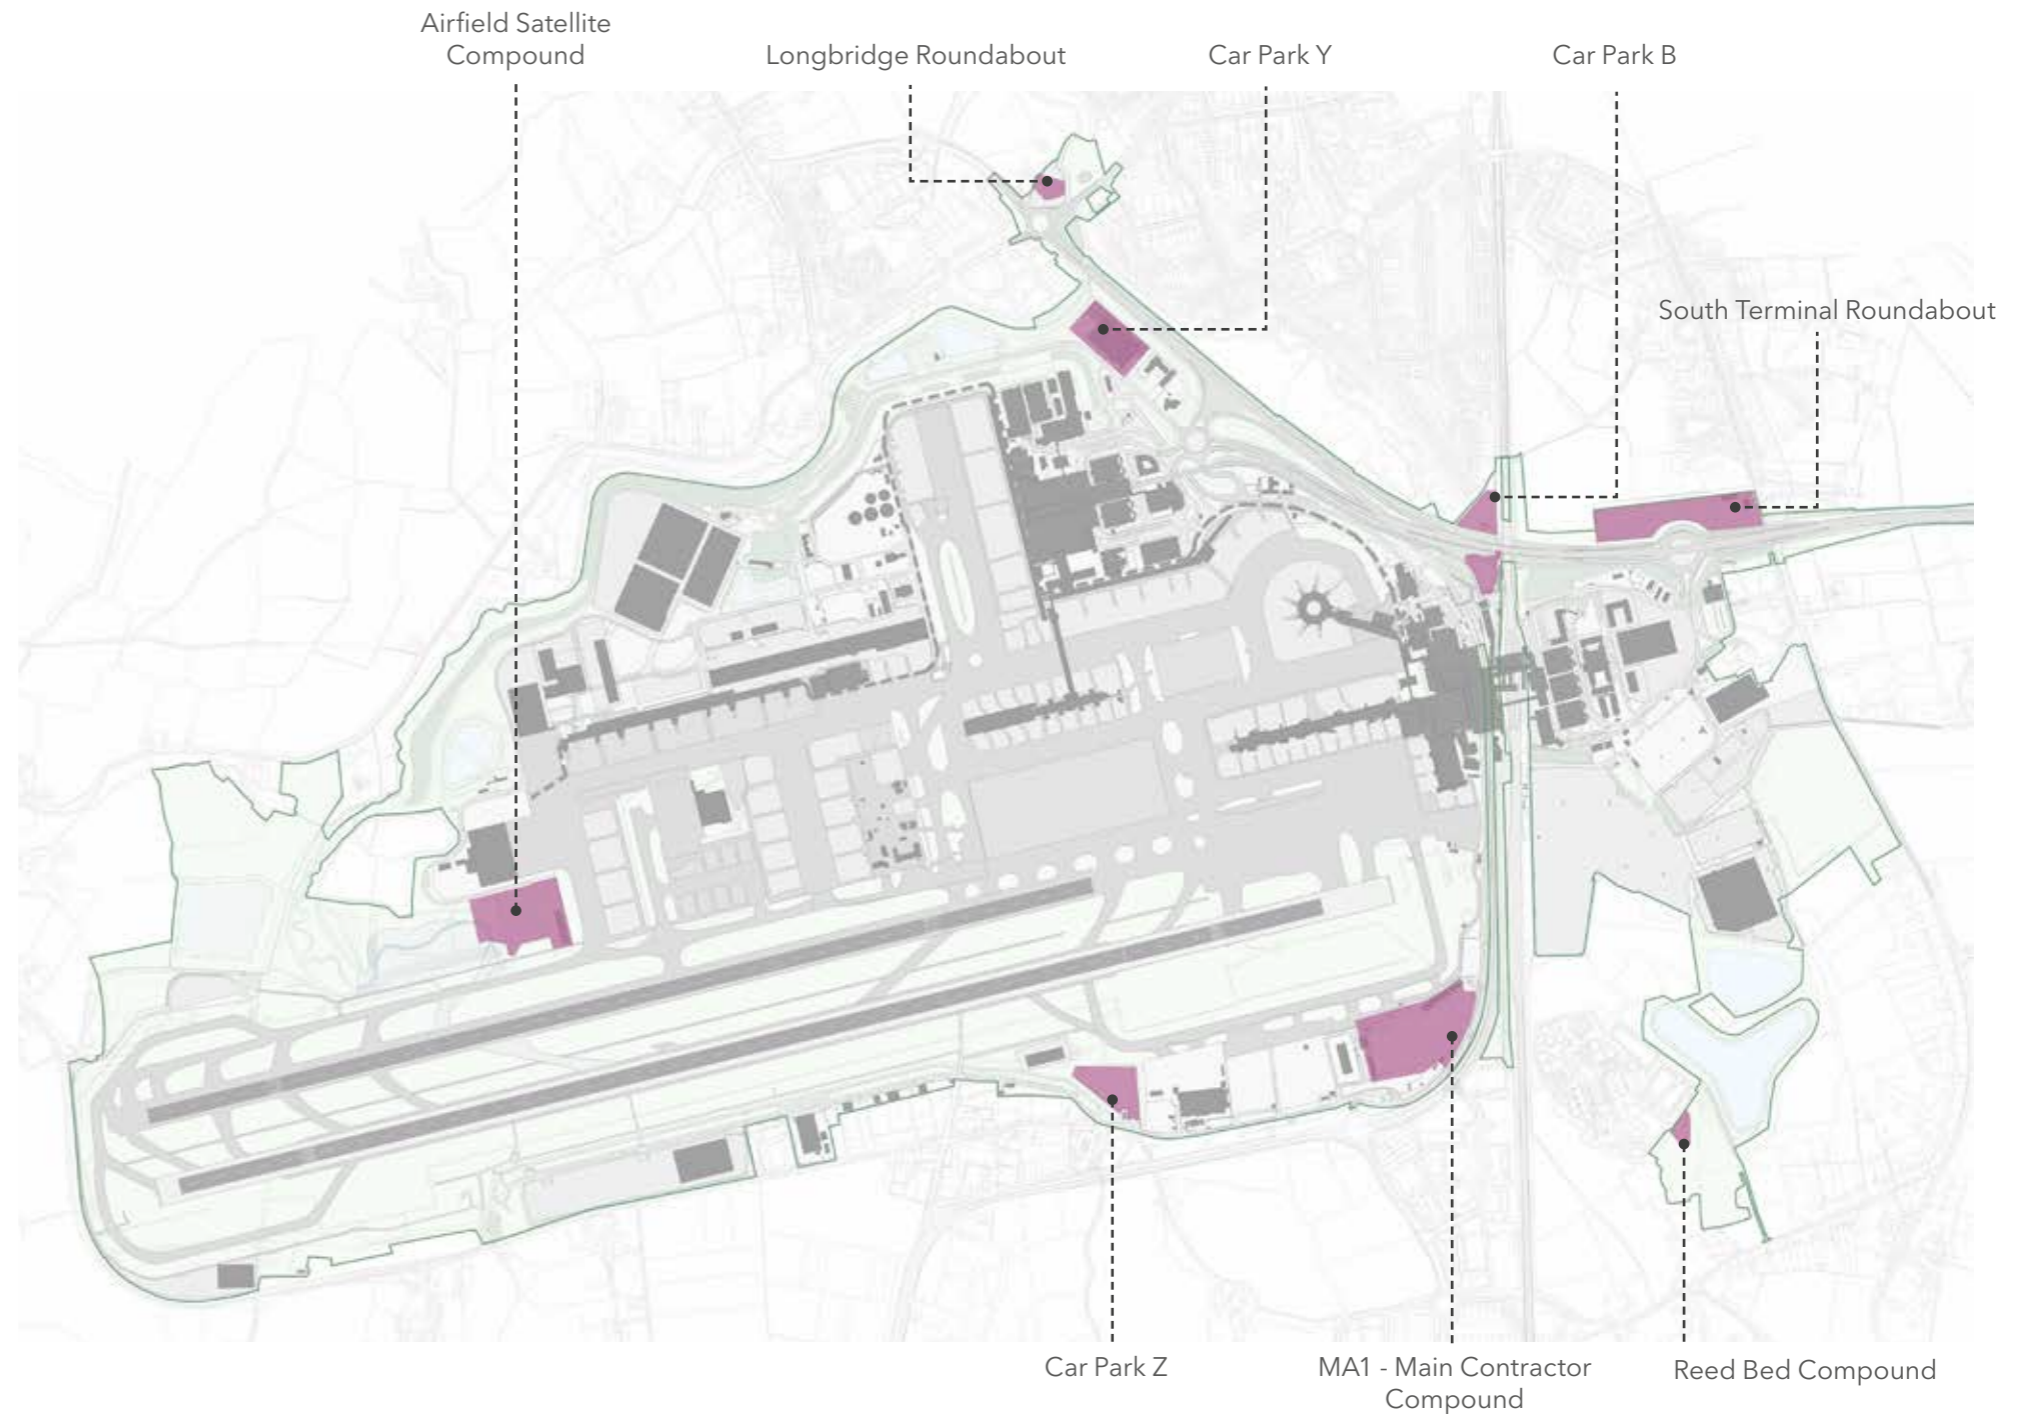 Airfield Satellite
Compound
Longbridge Roundabout
Car Park Y
Car Park B
South Terminal Roundabout
Car Park Z
MA1 - Main Contractor
Compound
Reed Bed Compound